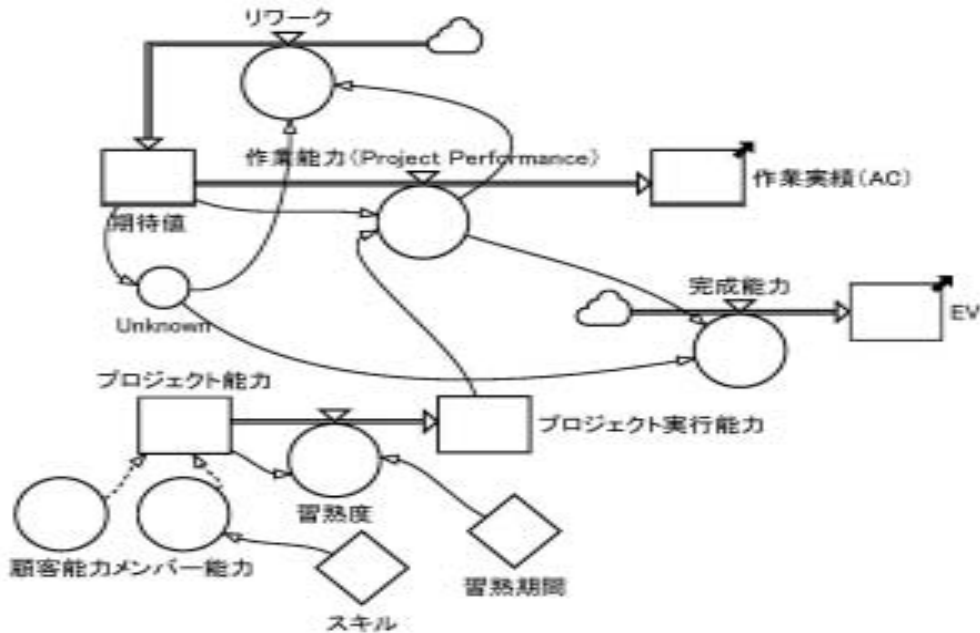 リワーク
作業能力(Project Performance)
作業実績(AC)
期待値
Unknown
完成能力
EV
プロジェクト能力
プロジェクト実行能力
習熟度
顧客能力
メンバー能力
習熟期間
スキル